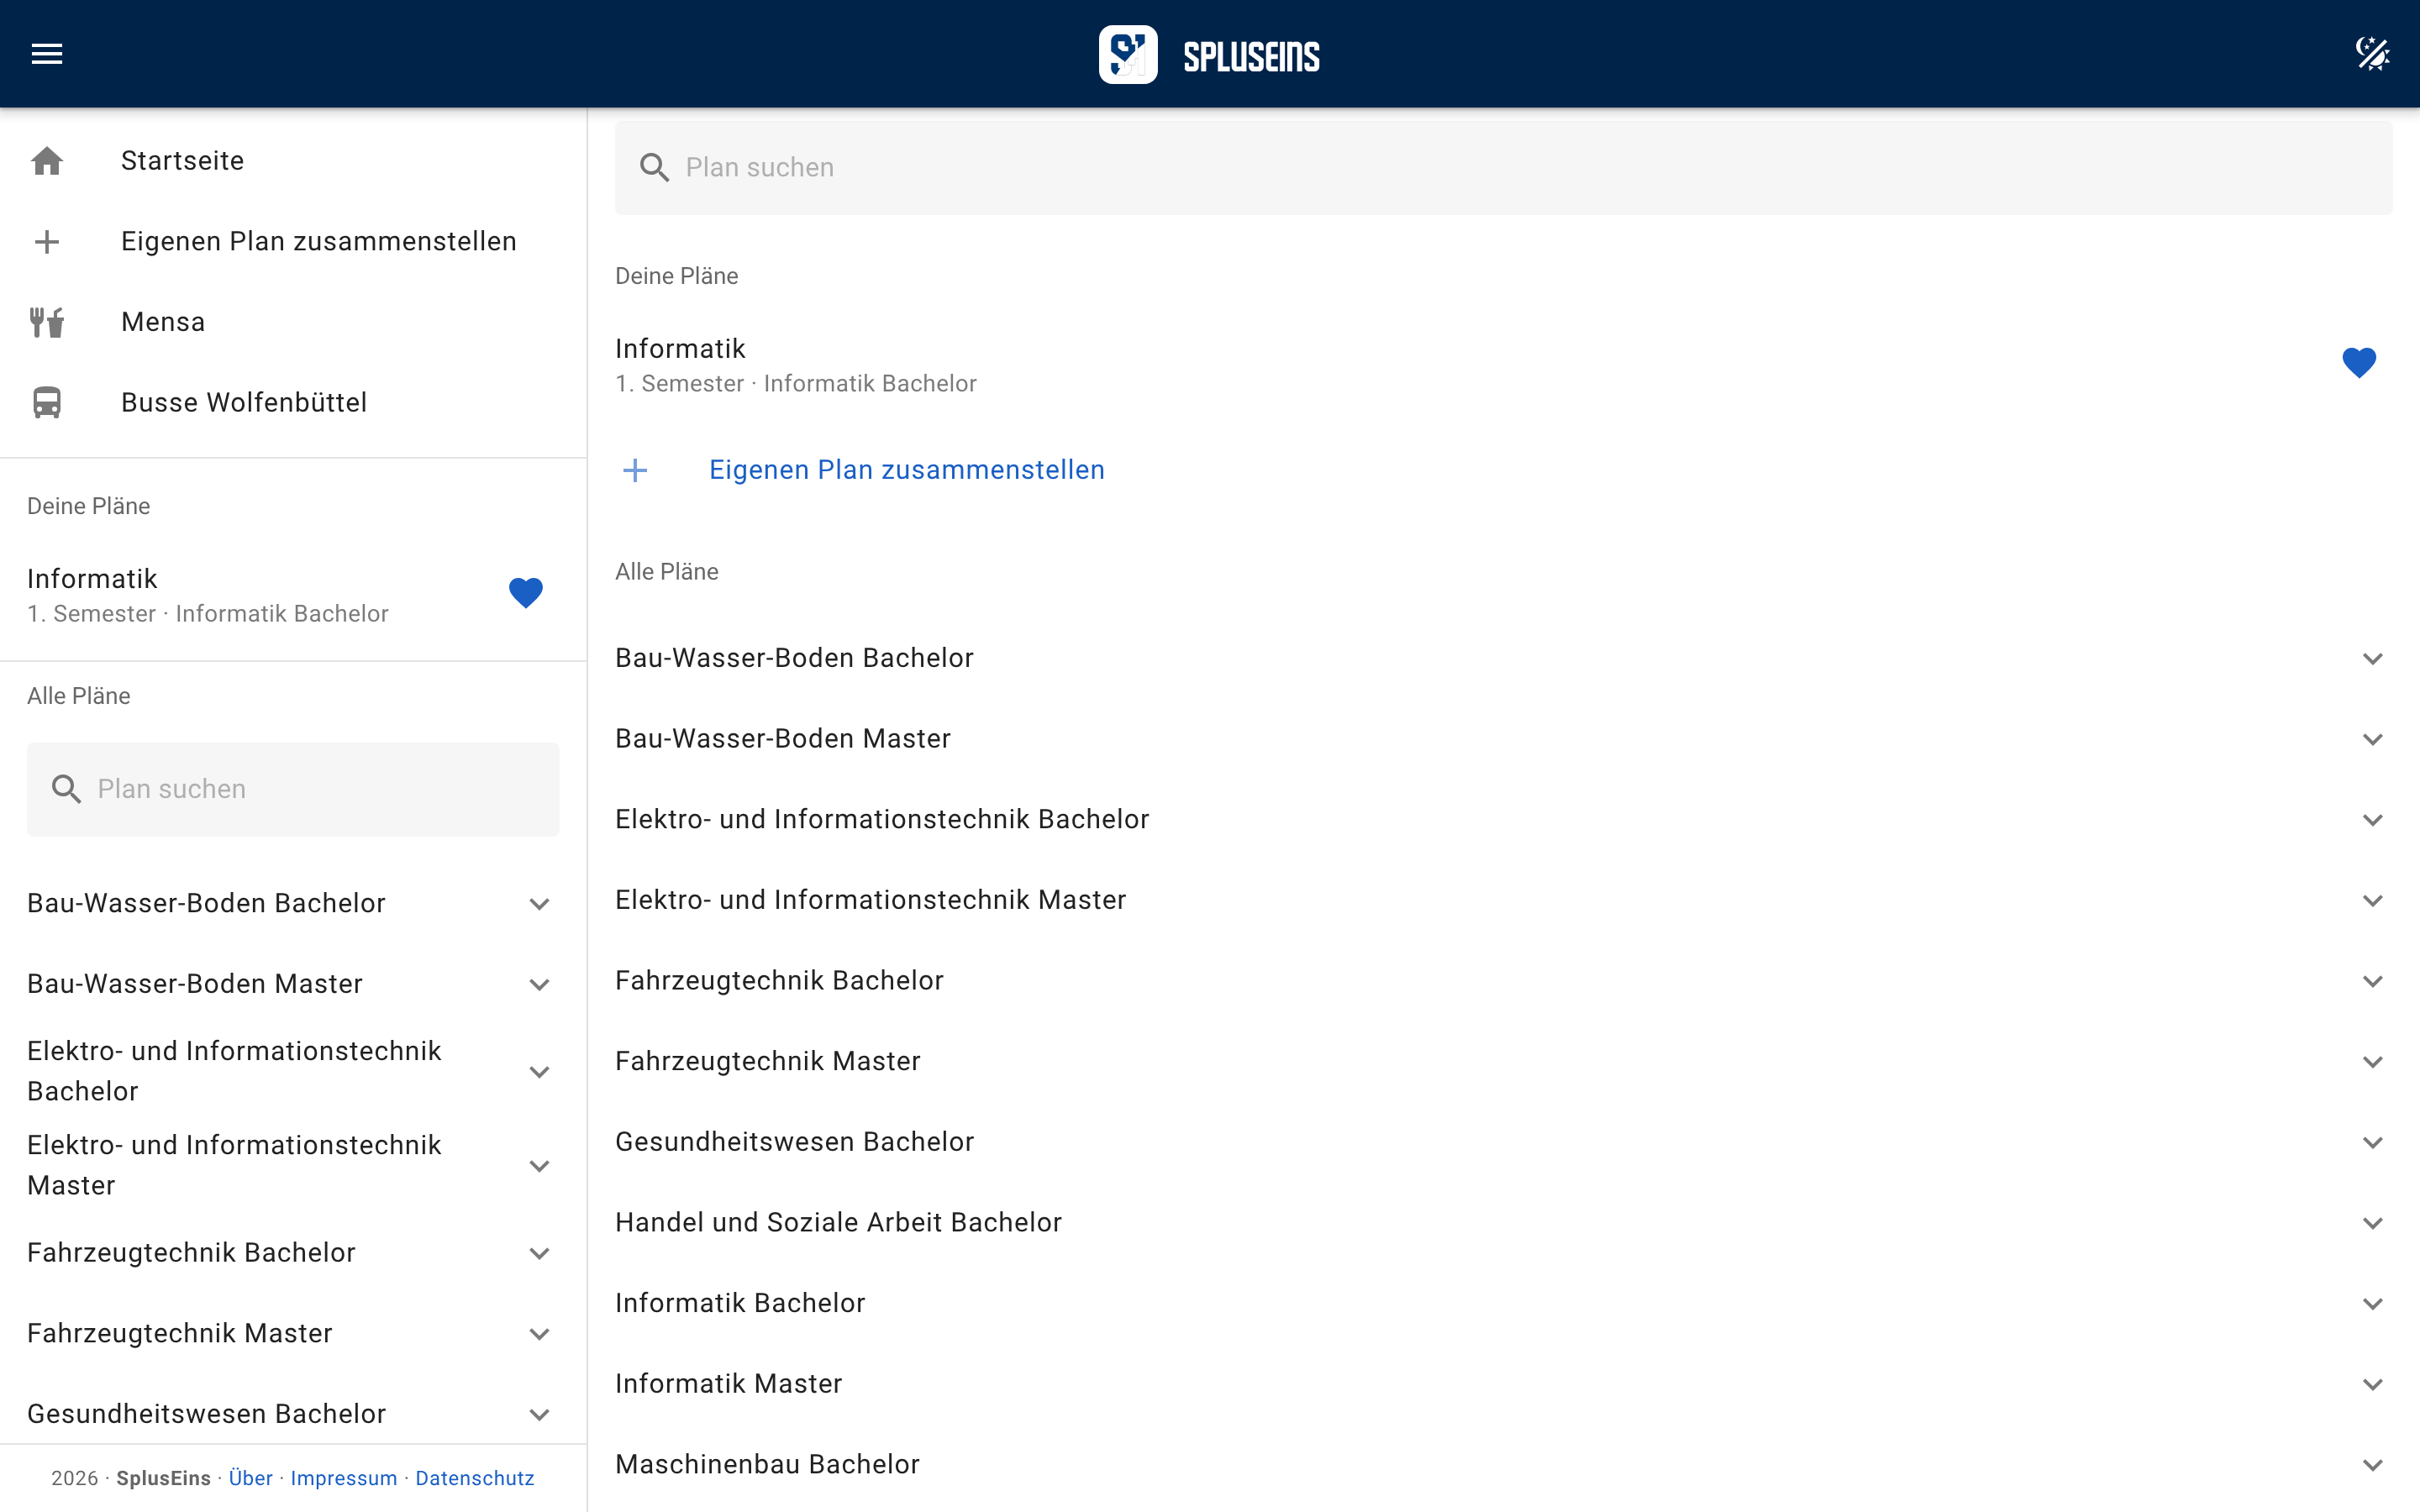 SPLUSEINS
Startseite
Eigenen Plan zusammenstellen
Mensa
Busse Wolfenbüttel
Deine Pläne
Informatik
1. Semester · Informatik Bachelor
Alle Pläne
Plan suchen
Bau-Wasser-Boden Bachelor
Bau-Wasser-Boden Master
Elektro- und Informationstechnik
Bachelor
Elektro- und Informationstechnik
Master
Fahrzeugtechnik Bachelor
Fahrzeugtechnik Master
Gesundheitswesen Bachelor
2026 · SplusEins · Über · Impressum · Datenschutz
Plan suchen
Deine Pläne
Informatik
1. Semester · Informatik Bachelor
Eigenen Plan zusammenstellen
Alle Pläne
Bau-Wasser-Boden Bachelor
Bau-Wasser-Boden Master
Elektro- und Informationstechnik Bachelor
Elektro- und Informationstechnik Master
Fahrzeugtechnik Bachelor
Fahrzeugtechnik Master
Gesundheitswesen Bachelor
Handel und Soziale Arbeit Bachelor
Informatik Bachelor
Informatik Master
Maschinenbau Bachelor